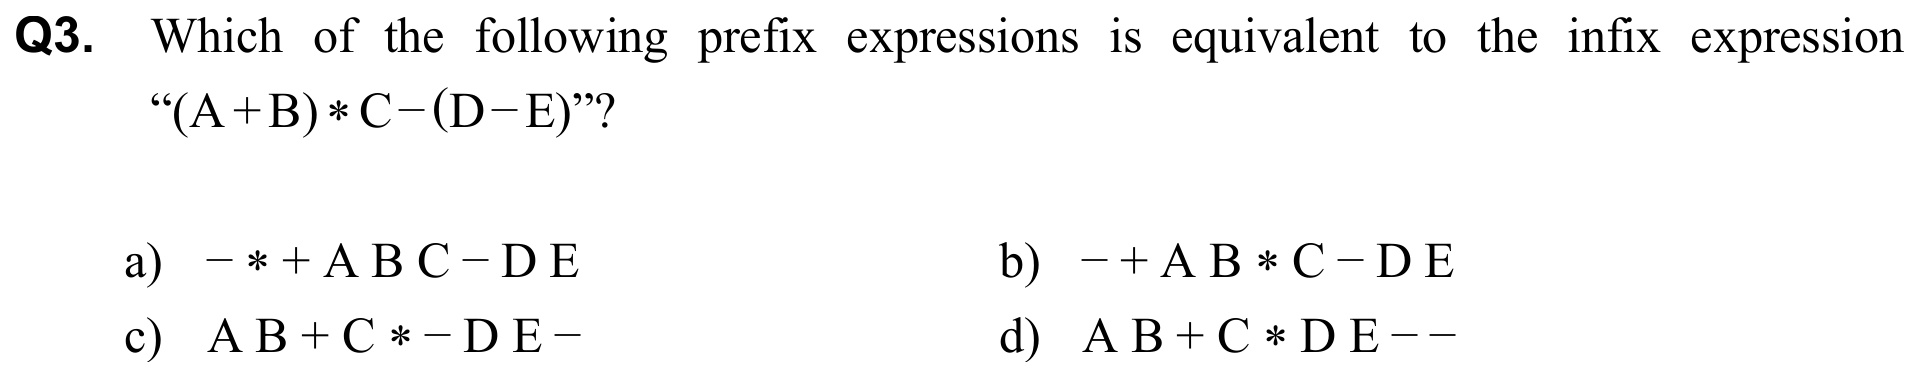 Q3. Which of the following prefix expressions is equivalent to the infix expression
“(A+B)∗C−(D−E)”?
a) −∗+ABC−DE b) −+AB∗C−DE
c) AB+C∗−DE− d) AB+C∗DE−−